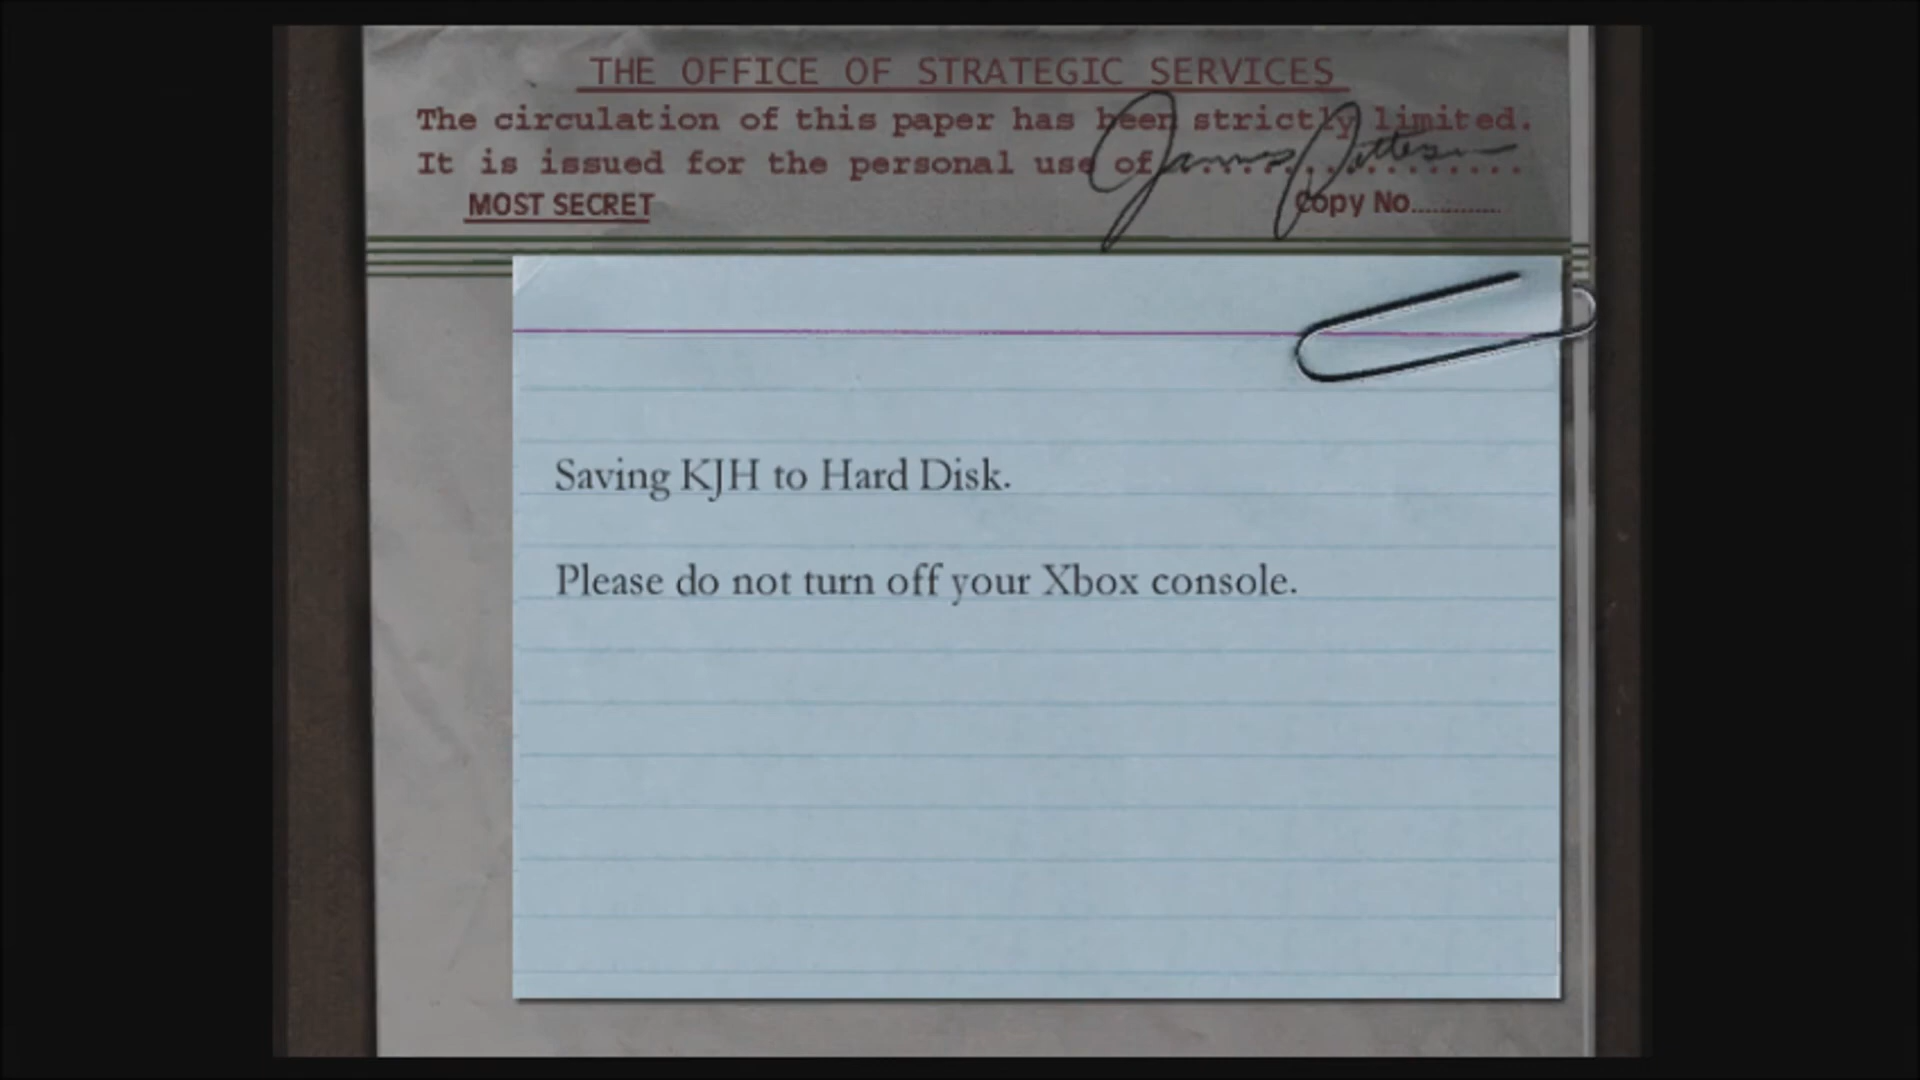 THE OFFICE OF STRATEGIC SERVICES
The circulation of this paper has been strictly limited.
It is issued for the personal use of..................
James Patterson
MOST SECRET
Copy No.............
Saving KJH to Hard Disk.
Please do not turn off your Xbox console.